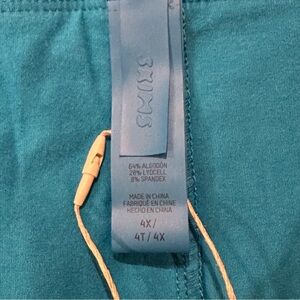 SKIMS
64% ALGODÓN
28% LYOCELL
8% SPANDEX
MADE IN CHINA
FABRIQUÉ EN CHINE
HECHO EN CHINA
4X/
4T / 4X